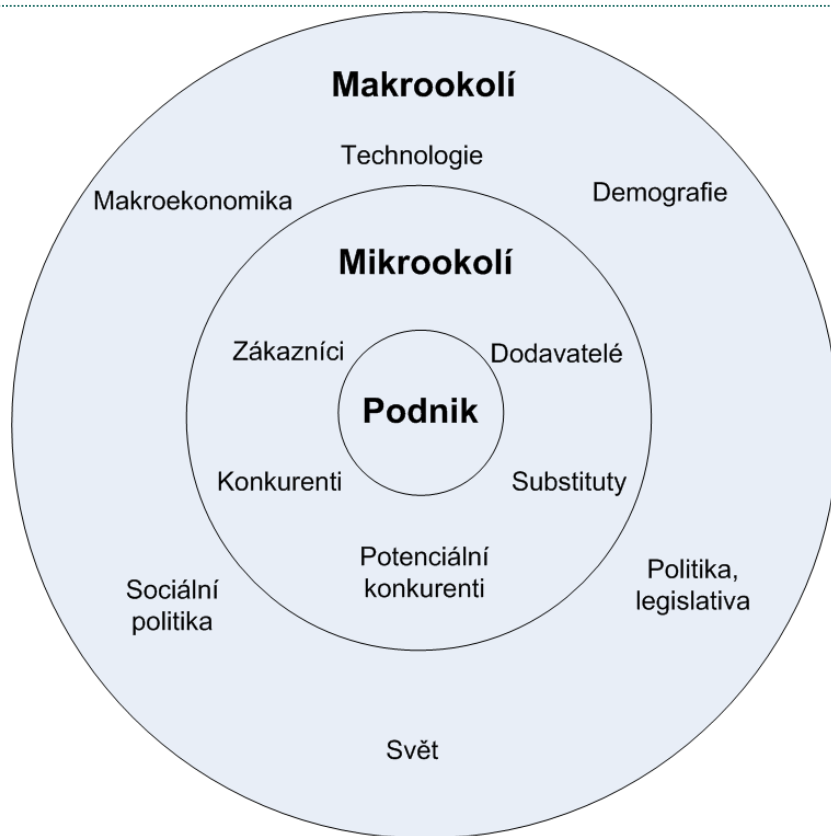 Makrookolí
Technologie
Makroekonomika
Demografie
Mikrookolí
Zákazníci
Dodavatelé
Podnik
Konkurenti
Substituty
Potenciální
konkurenti
Sociální
politika
Politika,
legislativa
Svět